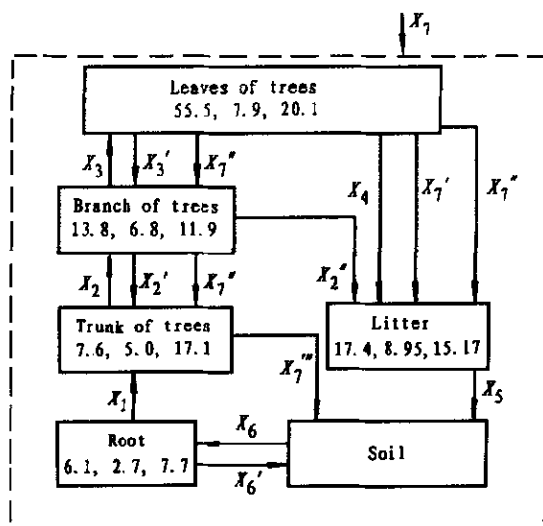 X7
Leaves of trees
55.5, 7.9, 20.1
X3 X3' X7" X4 X7' X7"
Branch of trees
13.8, 6.8, 11.9
X2 X2' X7" X2"
Trunk of trees
7.6, 5.0, 17.1
Litter
17.4, 8.95, 15.17
X1 X7"' X5
Root
6.1, 2.7, 7.7
X6
X6'
Soil